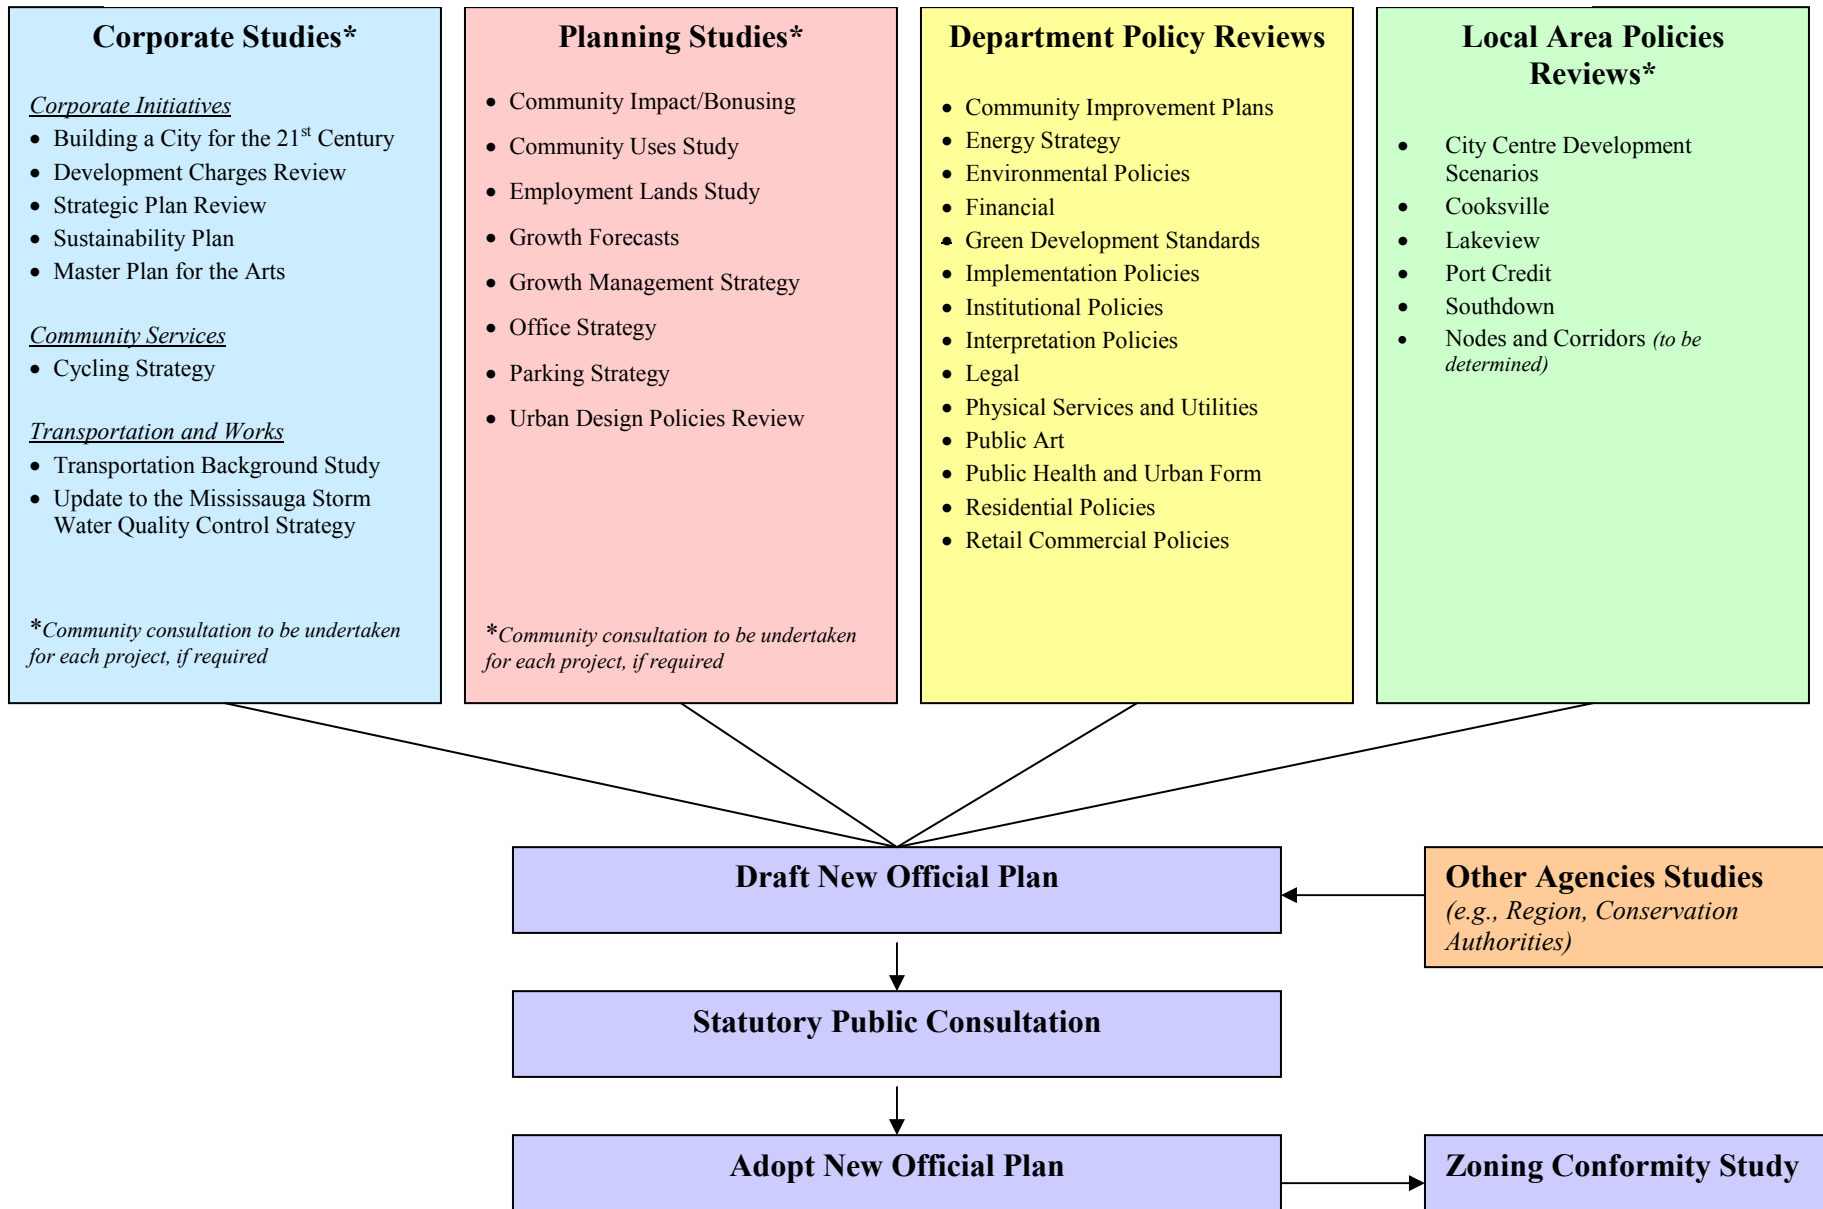 Corporate Studies*
Corporate Initiatives
• Building a City for the 21st Century
• Development Charges Review
• Strategic Plan Review
• Sustainability Plan
• Master Plan for the Arts
Community Services
• Cycling Strategy
Transportation and Works
• Transportation Background Study
• Update to the Mississauga Storm
Water Quality Control Strategy
*Community consultation to be undertaken
for each project, if required
Planning Studies*
• Community Impact/Bonusing
• Community Uses Study
• Employment Lands Study
• Growth Forecasts
• Growth Management Strategy
• Office Strategy
• Parking Strategy
• Urban Design Policies Review
*Community consultation to be undertaken
for each project, if required
Department Policy Reviews
• Community Improvement Plans
• Energy Strategy
• Environmental Policies
• Financial
• Green Development Standards
• Implementation Policies
• Institutional Policies
• Interpretation Policies
• Legal
• Physical Services and Utilities
• Public Art
• Public Health and Urban Form
• Residential Policies
• Retail Commercial Policies
Local Area Policies
Reviews*
• City Centre Development
Scenarios
• Cooksville
• Lakeview
• Port Credit
• Southdown
• Nodes and Corridors (to be
determined)
Draft New Official Plan
Other Agencies Studies
(e.g., Region, Conservation
Authorities)
Statutory Public Consultation
Adopt New Official Plan
Zoning Conformity Study